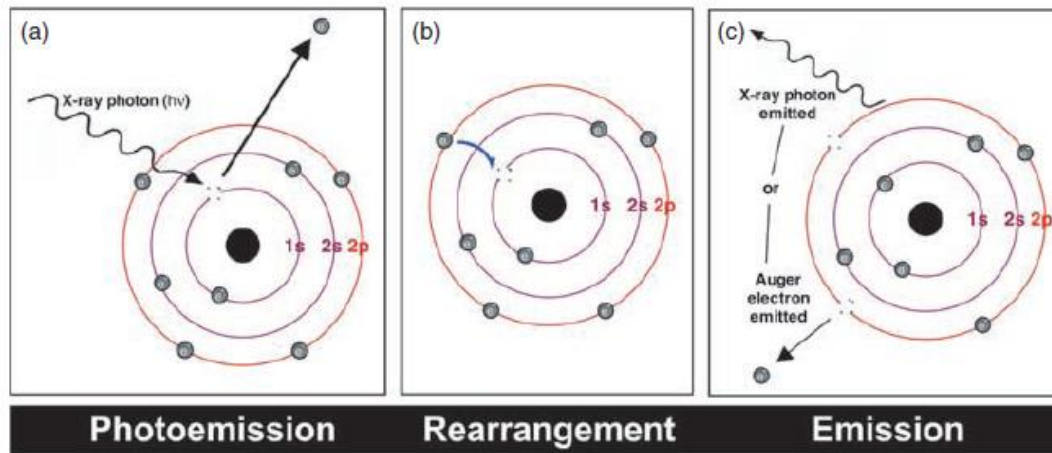 (a)
X-ray photon (hν)
1s 2s 2p
(b)
1s 2s 2p
(c)
X-ray photon
emitted
or
Auger
electron
emitted
1s 2s 2p
Photoemission
Rearrangement
Emission